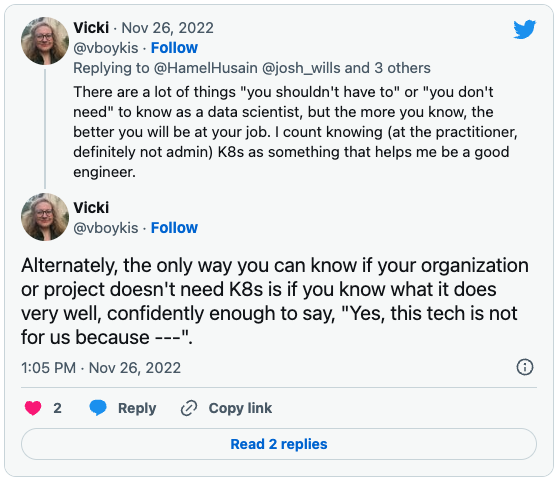 Vicki · Nov 26, 2022
@vboykis · Follow
Replying to @HamelHusain @josh_wills and 3 others
There are a lot of things "you shouldn't have to" or "you don't
need" to know as a data scientist, but the more you know, the
better you will be at your job. I count knowing (at the practitioner,
definitely not admin) K8s as something that helps me be a good
engineer.
Vicki
@vboykis · Follow
Alternately, the only way you can know if your organization
or project doesn't need K8s is if you know what it does
very well, confidently enough to say, "Yes, this tech is not
for us because ---".
1:05 PM · Nov 26, 2022
2 Reply Copy link
Read 2 replies